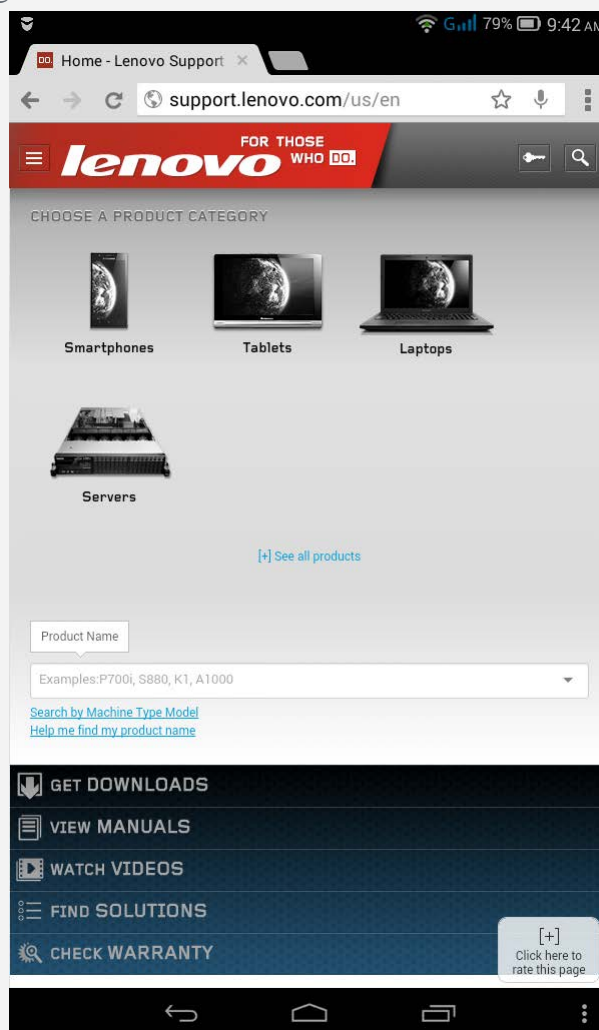 G 79% 9:42 AM
DO. Home - Lenovo Support ×
support.lenovo.com/us/en
lenovo FOR THOSE
WHO DO.
CHOOSE A PRODUCT CATEGORY
Smartphones Tablets Laptops
Servers
[+] See all products
Product Name
Examples:P700i, S880, K1, A1000
Search by Machine Type Model
Help me find my product name
GET DOWNLOADS
VIEW MANUALS
WATCH VIDEOS
FIND SOLUTIONS
CHECK WARRANTY
[+]
Click here to
rate this page